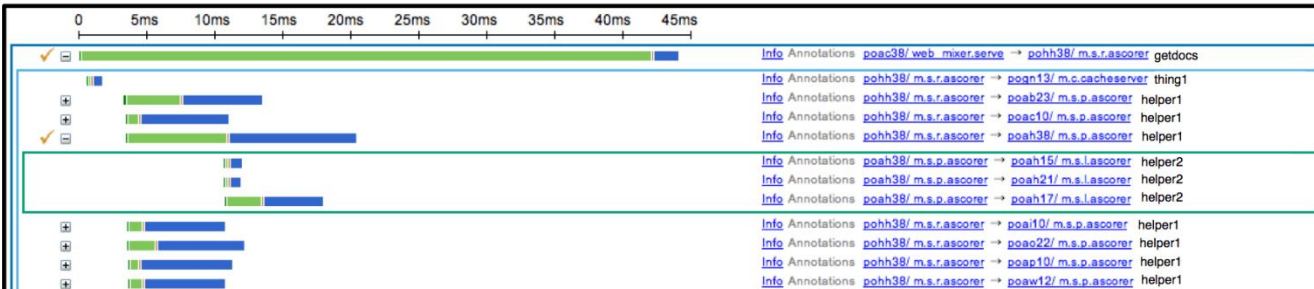 0 5ms 10ms 15ms 20ms 25ms 30ms 35ms 40ms 45ms
Info Annotations poac38/ web_mixer.serve → pohh38/ m.s.r.ascorer getdocs
Info Annotations pohh38/ m.s.r.ascorer → poqn13/ m.c.cacheserver thing1
Info Annotations pohh38/ m.s.r.ascorer → poab23/ m.s.p.ascorer helper1
Info Annotations pohh38/ m.s.r.ascorer → poac10/ m.s.p.ascorer helper1
Info Annotations pohh38/ m.s.r.ascorer → poah38/ m.s.p.ascorer helper1
Info Annotations poah38/ m.s.p.ascorer → poah15/ m.s.l.ascorer helper2
Info Annotations poah38/ m.s.p.ascorer → poah21/ m.s.l.ascorer helper2
Info Annotations poah38/ m.s.p.ascorer → poah17/ m.s.l.ascorer helper2
Info Annotations pohh38/ m.s.r.ascorer → poai10/ m.s.p.ascorer helper1
Info Annotations pohh38/ m.s.r.ascorer → poao22/ m.s.p.ascorer helper1
Info Annotations pohh38/ m.s.r.ascorer → poap10/ m.s.p.ascorer helper1
Info Annotations pohh38/ m.s.r.ascorer → poaw12/ m.s.p.ascorer helper1